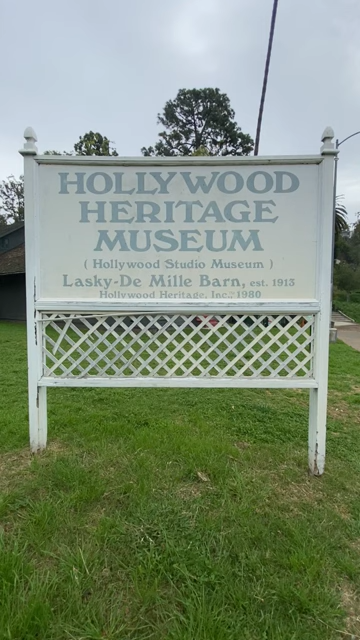 HOLLYWOOD
HERITAGE
MUSEUM
( Hollywood Studio Museum )
Lasky-De Mille Barn, est. 1913
Hollywood Heritage, Inc., 1980